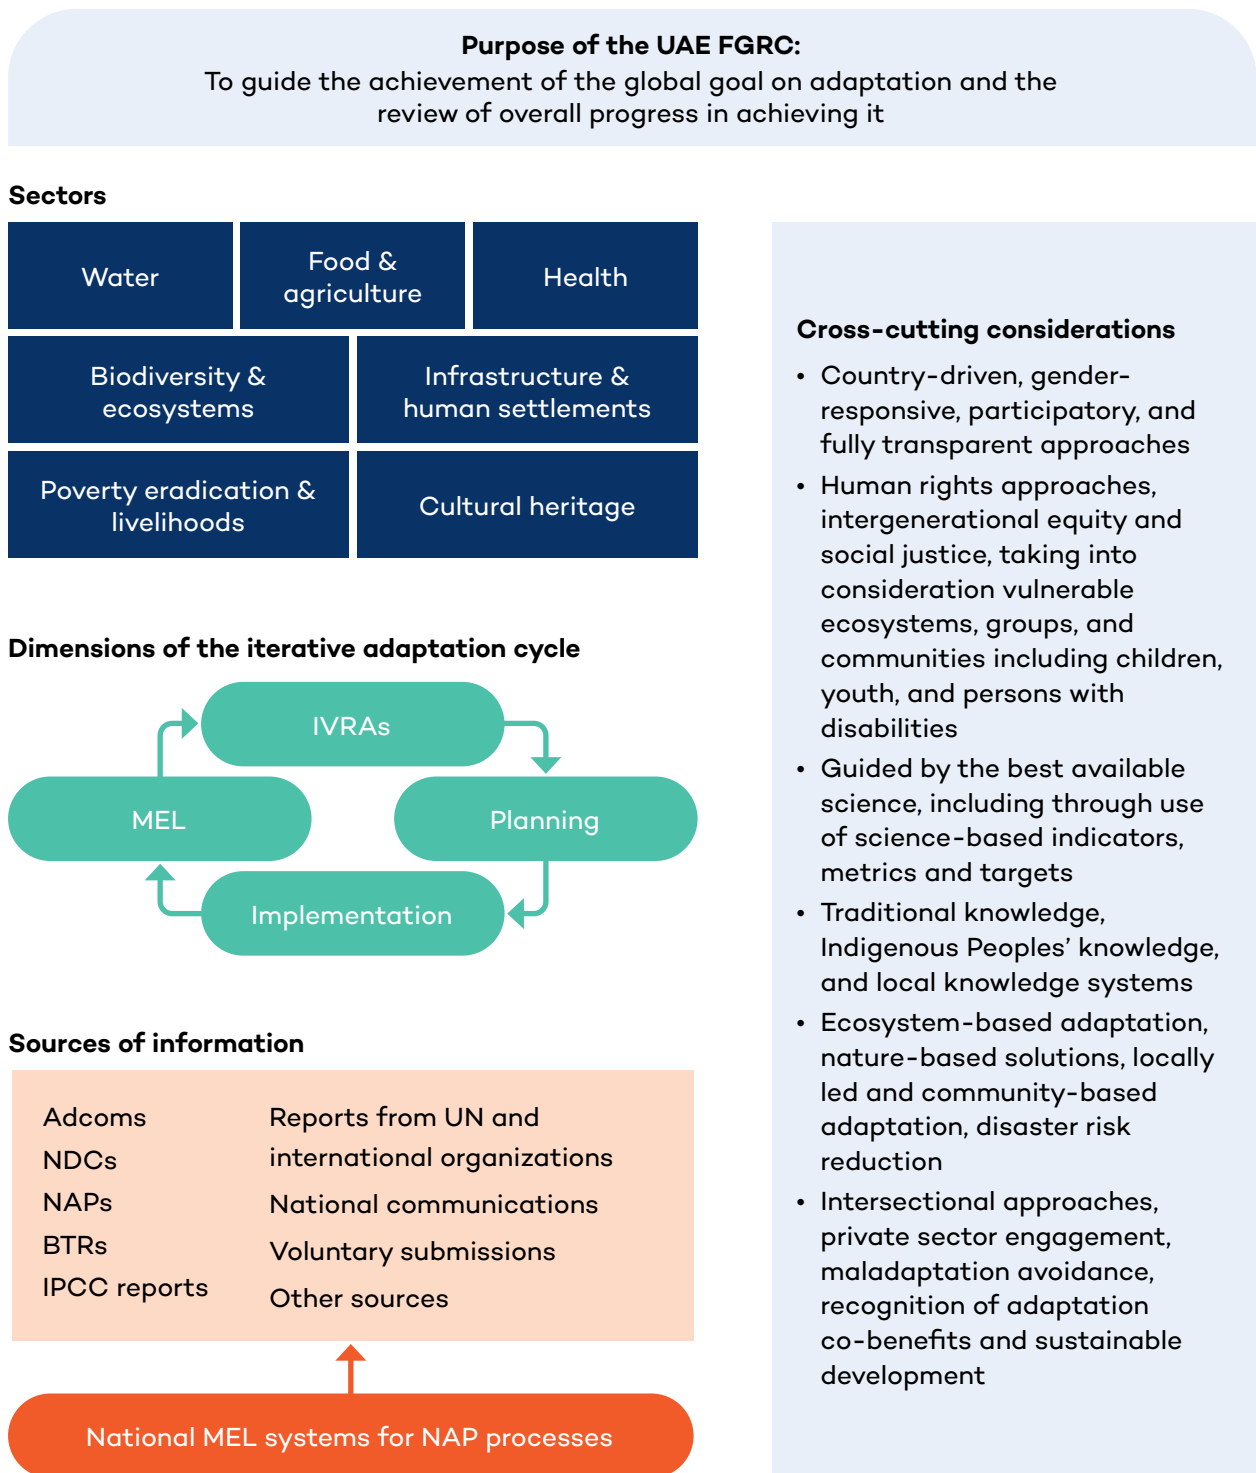 Purpose of the UAE FGRC:
To guide the achievement of the global goal on adaptation and the
review of overall progress in achieving it
Sectors
Water
Food &
agriculture
Health
Biodiversity &
ecosystems
Infrastructure &
human settlements
Poverty eradication &
livelihoods
Cultural heritage
Dimensions of the iterative adaptation cycle
IVRAs
MEL
Planning
Implementation
Sources of information
Adcoms
NDCs
NAPs
BTRs
IPCC reports
Reports from UN and
international organizations
National communications
Voluntary submissions
Other sources
National MEL systems for NAP processes
Cross-cutting considerations
• Country-driven, gender-
responsive, participatory, and
fully transparent approaches
• Human rights approaches,
intergenerational equity and
social justice, taking into
consideration vulnerable
ecosystems, groups, and
communities including children,
youth, and persons with
disabilities
• Guided by the best available
science, including through use
of science-based indicators,
metrics and targets
• Traditional knowledge,
Indigenous Peoples’ knowledge,
and local knowledge systems
• Ecosystem-based adaptation,
nature-based solutions, locally
led and community-based
adaptation, disaster risk
reduction
• Intersectional approaches,
private sector engagement,
maladaptation avoidance,
recognition of adaptation
co-benefits and sustainable
development